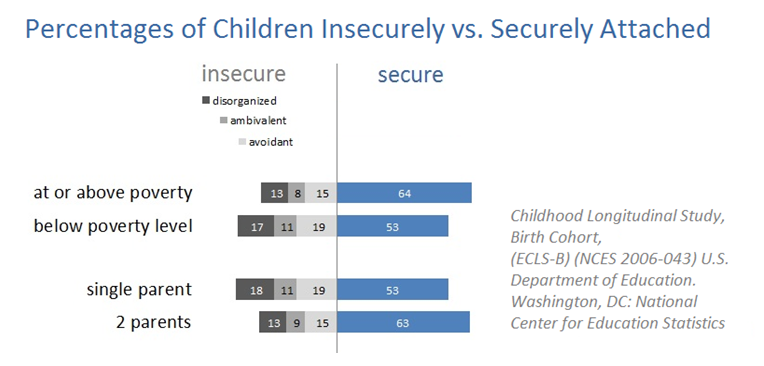 Percentages of Children Insecurely vs. Securely Attached
insecure secure
disorganized
ambivalent
avoidant
at or above poverty 13 8 15 64
below poverty level 17 11 19 53
single parent 18 11 19 53
2 parents 13 9 15 63
Childhood Longitudinal Study,
Birth Cohort,
(ECLS-B) (NCES 2006-043) U.S.
Department of Education.
Washington, DC: National
Center for Education Statistics